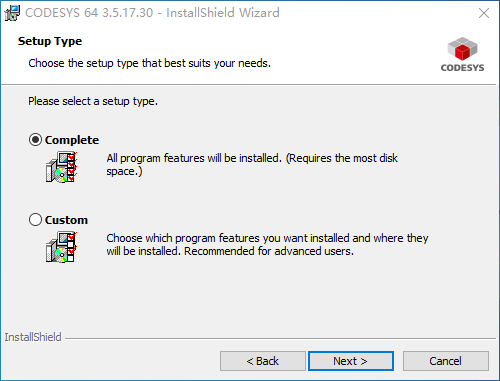 CODESYS 64 3.5.17.30 - InstallShield Wizard
Setup Type
Choose the setup type that best suits your needs.
CODESYS
Please select a setup type.
Complete
All program features will be installed. (Requires the most disk
space.)
Custom
Choose which program features you want installed and where they
will be installed. Recommended for advanced users.
InstallShield
< Back
Next >
Cancel